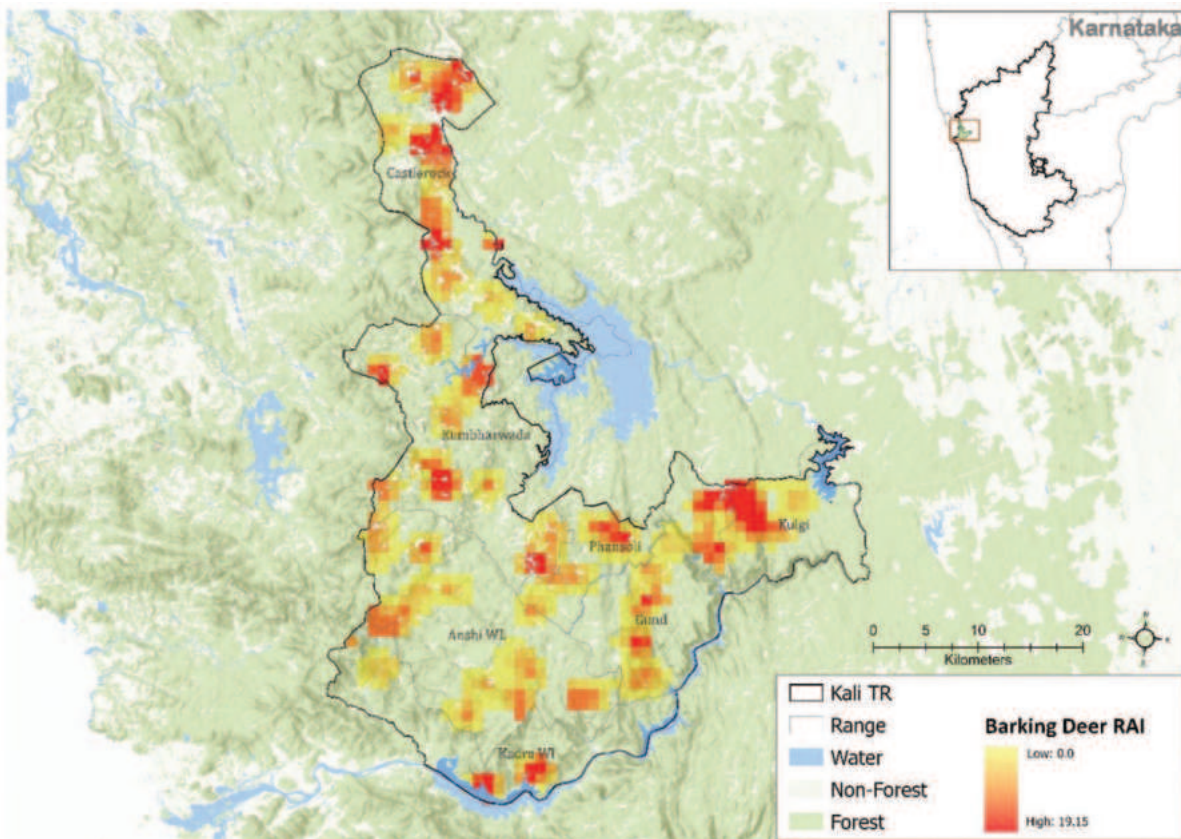 Karnataka
Castlerock
Kumbharwada
Kulgi
Phansoli
Gund
Anshi WL
Kadra Wl
0 5 10 20
Kilometers
Kali TR
Range
Water
Non-Forest
Forest
Barking Deer RAI
Low: 0.0
High: 19.15